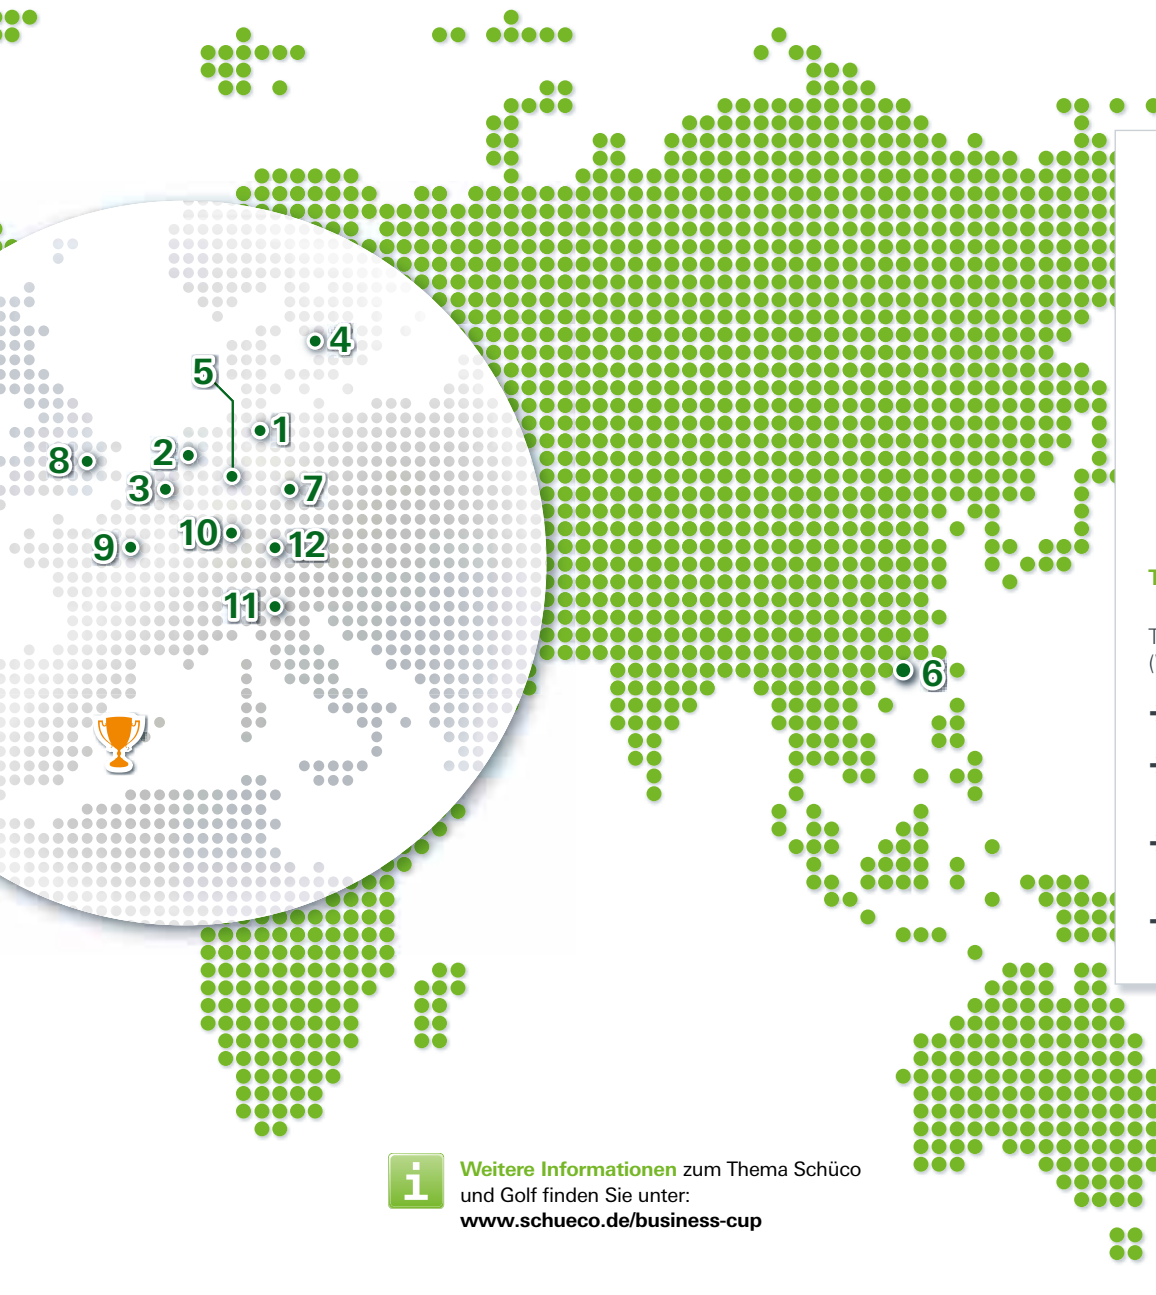 4
5
1
2
8
3
7
10
12
9
11
6
T
T
(
-
-
-
-
i
Weitere Informationen zum Thema Schüco
und Golf finden Sie unter:
www.schueco.de/business-cup